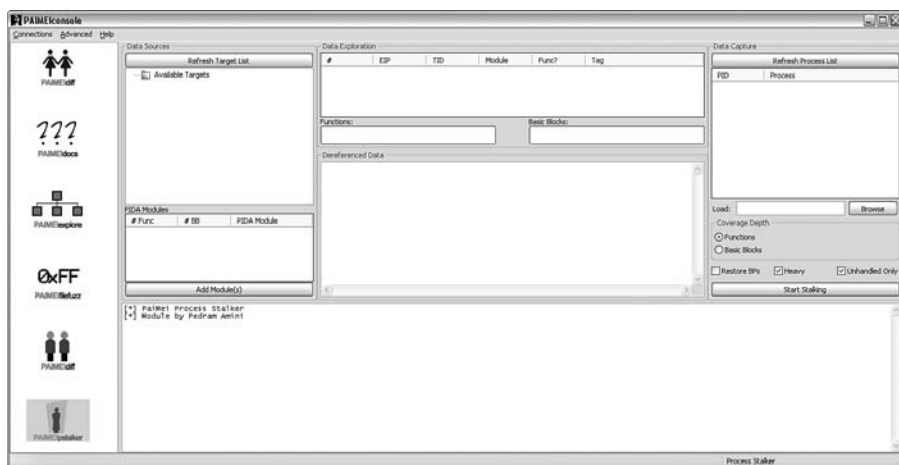 PAIMEIconsole
Connections Advanced Help
PAIMEIdiff
PAIMEIdocs
PAIMEIexplore
0xFF
PAIMEIfilefuzz
PAIMEIdiff
PAIMEIpstalker
Data Sources
Refresh Target List
Available Targets
PIDA Modules
# Func # BB PIDA Module
Add Module(s)
Data Exploration
# EIP TID Module Func? Tag
Functions: Basic Blocks:
Dereferenced Data
Data Capture
Refresh Process List
PID Process
Load: Browse
Coverage Depth
Functions
Basic Blocks
Restore BPs Heavy Unhandled Only
Start Stalking
[*] PaiMei Process Stalker
[*] Module by Pedram Amini
Process Stalker